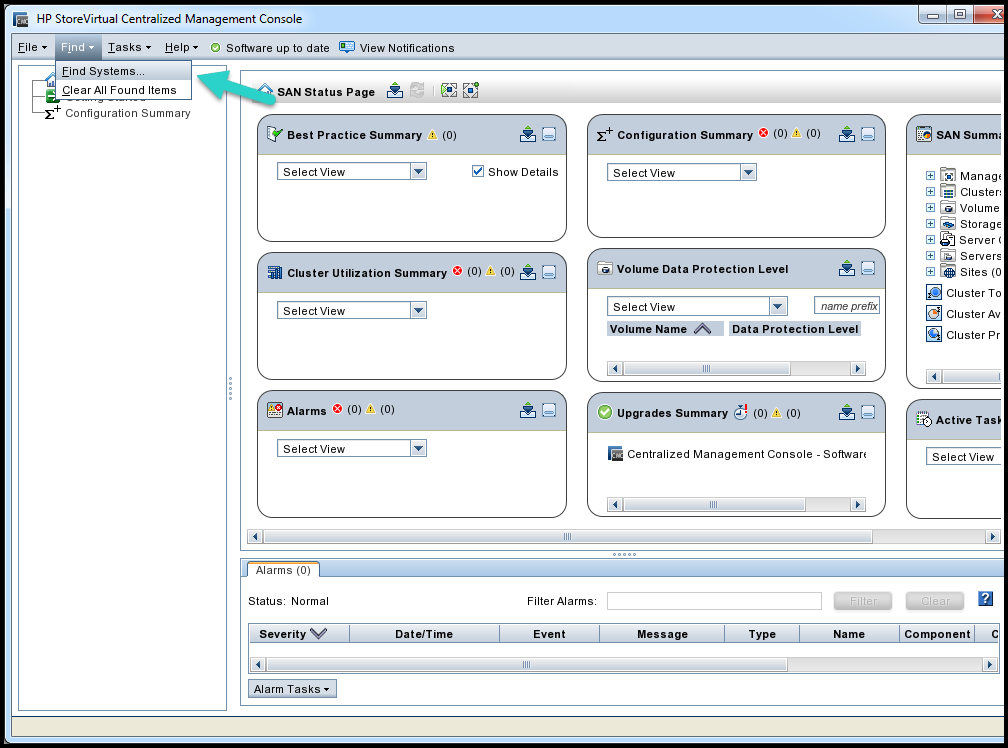 HP StoreVirtual Centralized Management Console
File Find Tasks Help Software up to date View Notifications
Find Systems...
Clear All Found Items
Configuration Summary
SAN Status Page
Best Practice Summary (0)
Select View Show Details
Configuration Summary (0) (0)
Select View
SAN Summa
Manage
Clusters
Volume
Storage
Server C
Servers
Sites (0
Cluster To
Cluster Av
Cluster Pr
Cluster Utilization Summary (0) (0)
Select View
Volume Data Protection Level
Select View name prefix
Volume Name Data Protection Level
Alarms (0) (0)
Select View
Upgrades Summary (0) (0)
Centralized Management Console - Software
Active Task
Select View
Alarms (0)
Status: Normal Filter Alarms: Filter Clear ?
Severity Date/Time Event Message Type Name Component C
Alarm Tasks